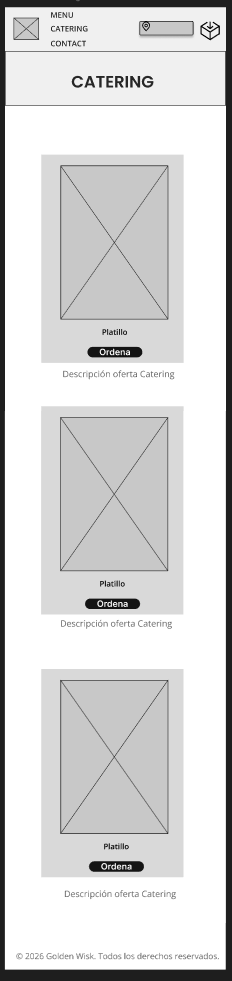 MENU
CATERING
CONTACT
CATERING
Platillo
Ordena
Descripción oferta Catering
Platillo
Ordena
Descripción oferta Catering
Platillo
Ordena
Descripción oferta Catering
© 2026 Golden Wisk. Todos los derechos reservados.